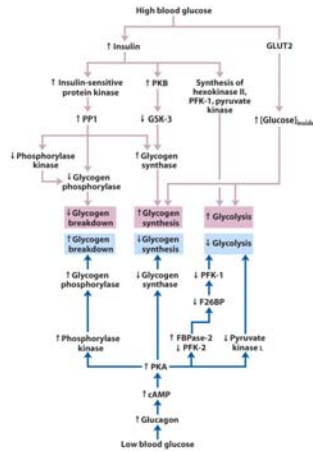 High blood glucose
↑ Insulin
GLUT2
↑ Insulin-sensitive
protein kinase
↑ PKB
Synthesis of
hexokinase II,
PFK-1, pyruvate
kinase
↑ PP1
↓ GSK-3
↑ [Glucose]inside
↓ Phosphorylase
kinase
↑ Glycogen
synthase
↓ Glycogen
phosphorylase
↓ Glycogen
breakdown
↑ Glycogen
synthesis
↑ Glycolysis
↑ Glycogen
breakdown
↓ Glycogen
synthesis
↓ Glycolysis
↑ Glycogen
phosphorylase
↓ Glycogen
synthase
↓ PFK-1
↓ F26BP
↑ Phosphorylase
kinase
↑ FBPase-2
↓ PFK-2
↓ Pyruvate
kinase L
↑ PKA
↑ cAMP
↑ Glucagon
Low blood glucose